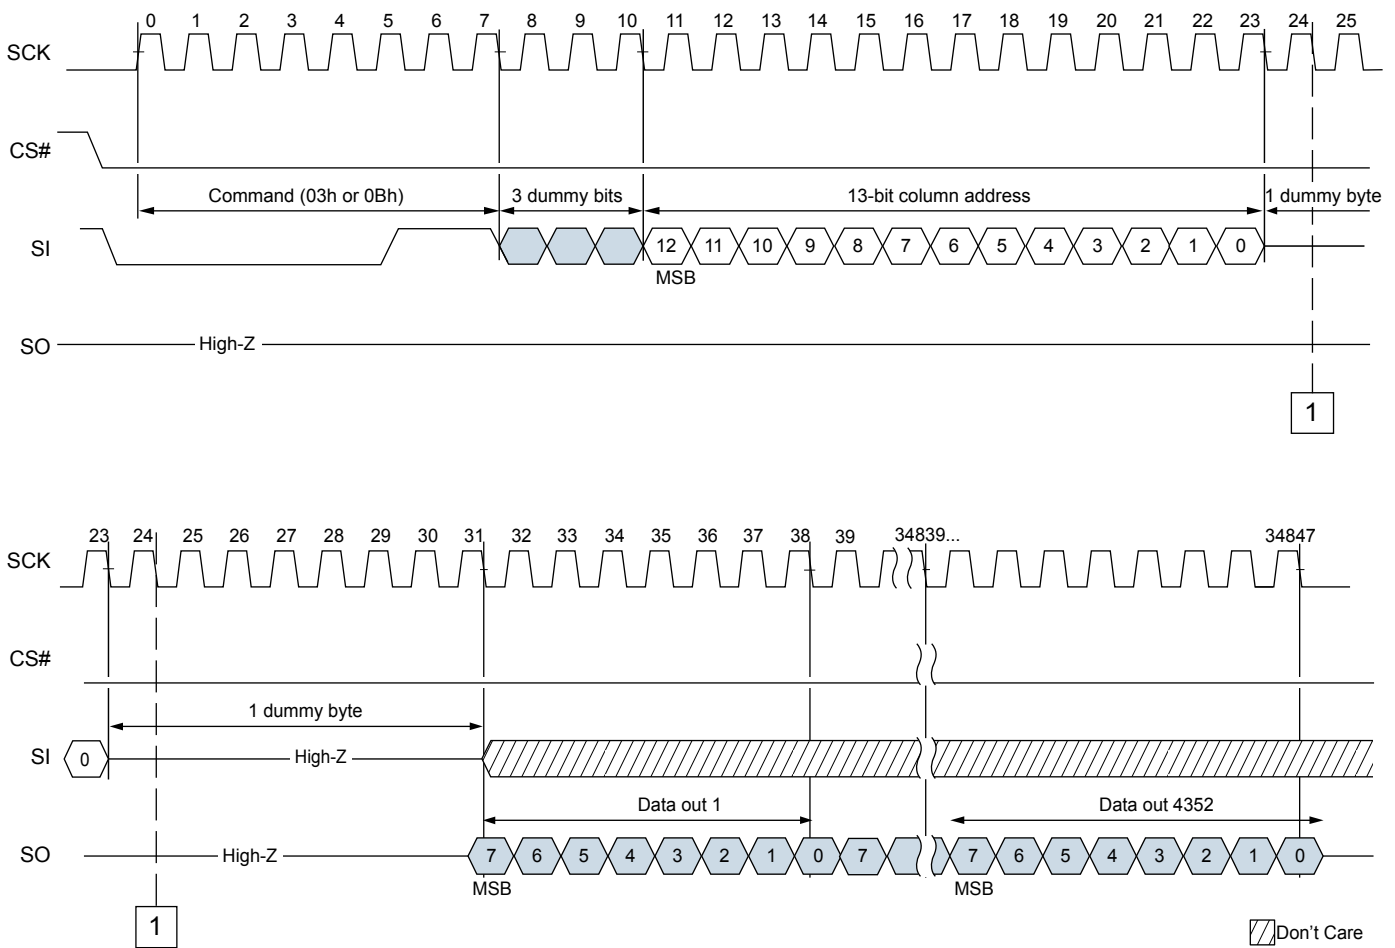 0 1 2 3 4 5 6 7 8 9 10 11 12 13 14 15 16 17 18 19 20 21 22 23 24 25
SCK
CS#
Command (03h or 0Bh) 3 dummy bits 13-bit column address 1 dummy byte
SI 12 11 10 9 8 7 6 5 4 3 2 1 0
MSB
SO High-Z
1
23 24 25 26 27 28 29 30 31 32 33 34 35 36 37 38 39 34839... 34847
SCK
CS#
1 dummy byte
SI 0 High-Z
Data out 1 Data out 4352
SO High-Z 7 6 5 4 3 2 1 0 7 7 6 5 4 3 2 1 0
MSB MSB
1
Don't Care